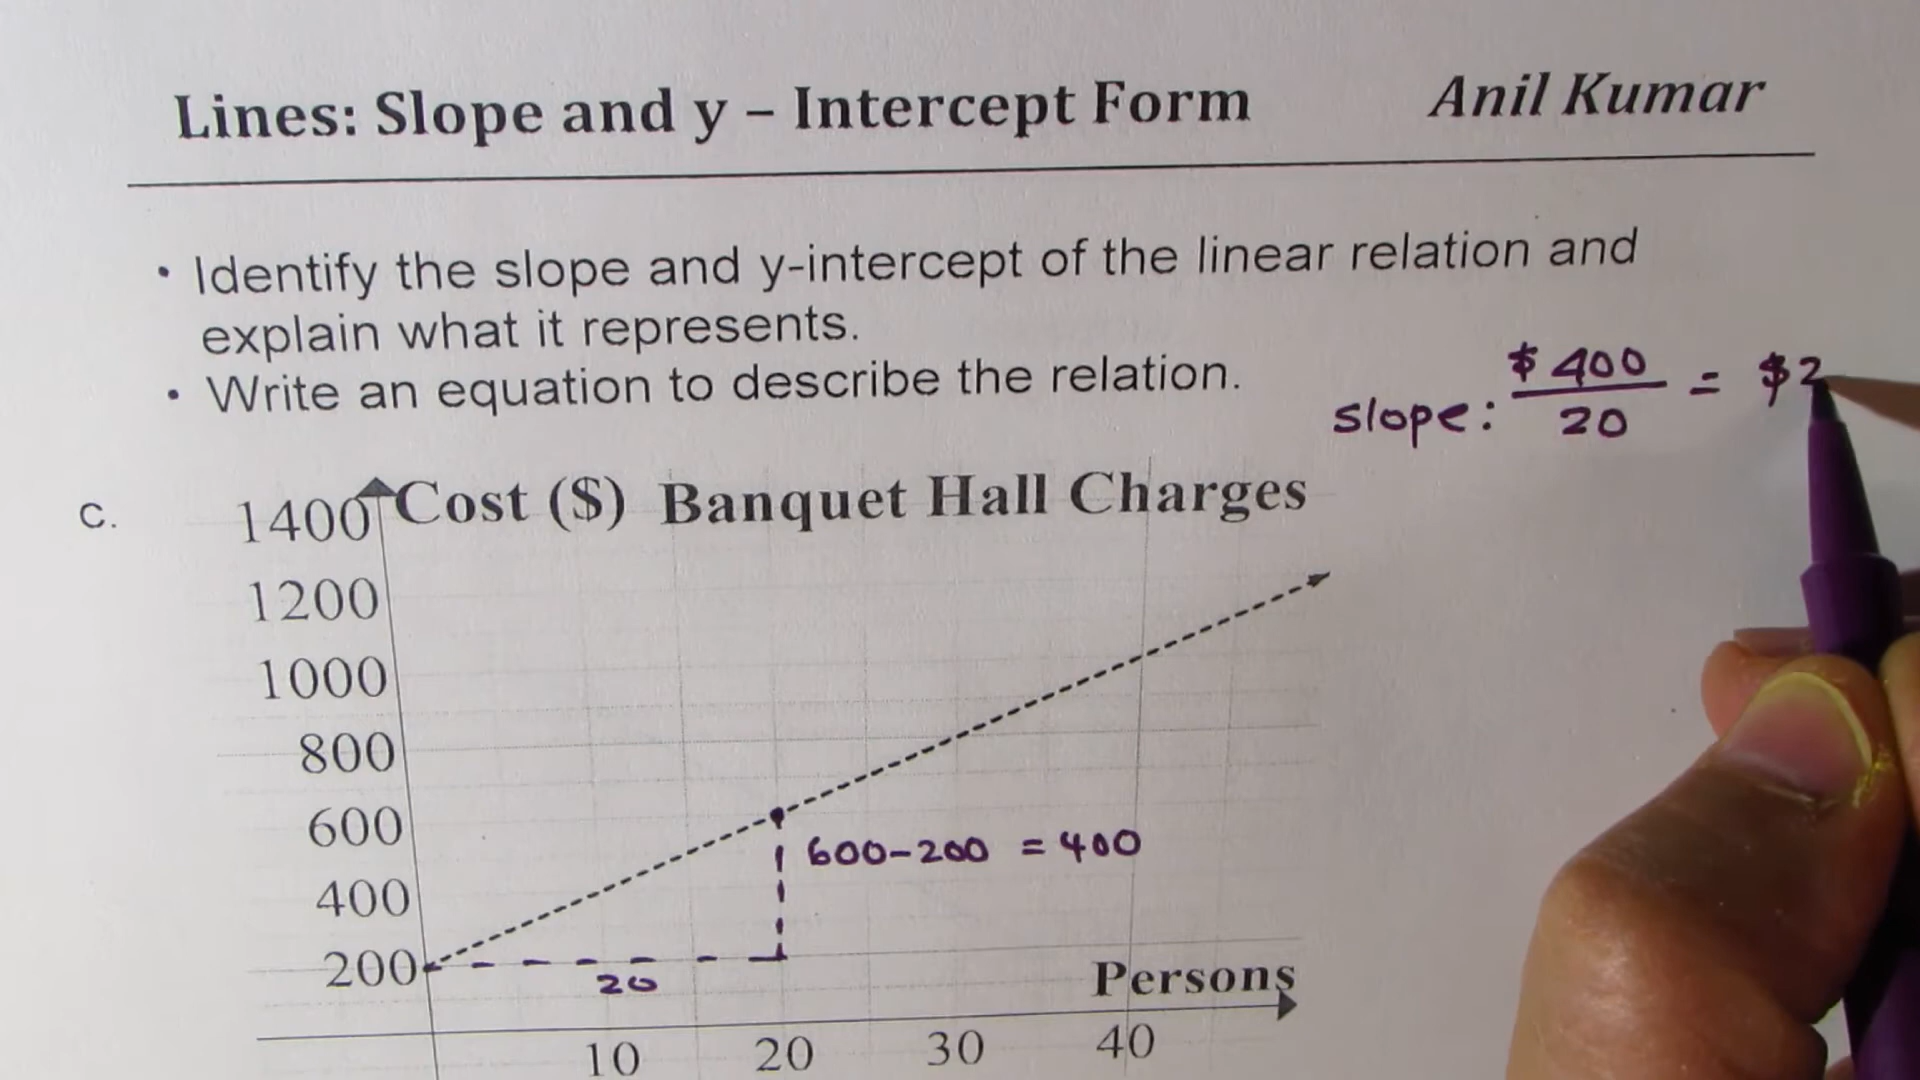 Lines: Slope and y – Intercept Form Anil Kumar
• Identify the slope and y-intercept of the linear relation and
explain what it represents.
• Write an equation to describe the relation.
slope: $ 400 / 20 = $2
c.
Cost ($) Banquet Hall Charges
1400
1200
1000
800
600
600-200 = 400
400
200
20
Persons
10 20 30 40